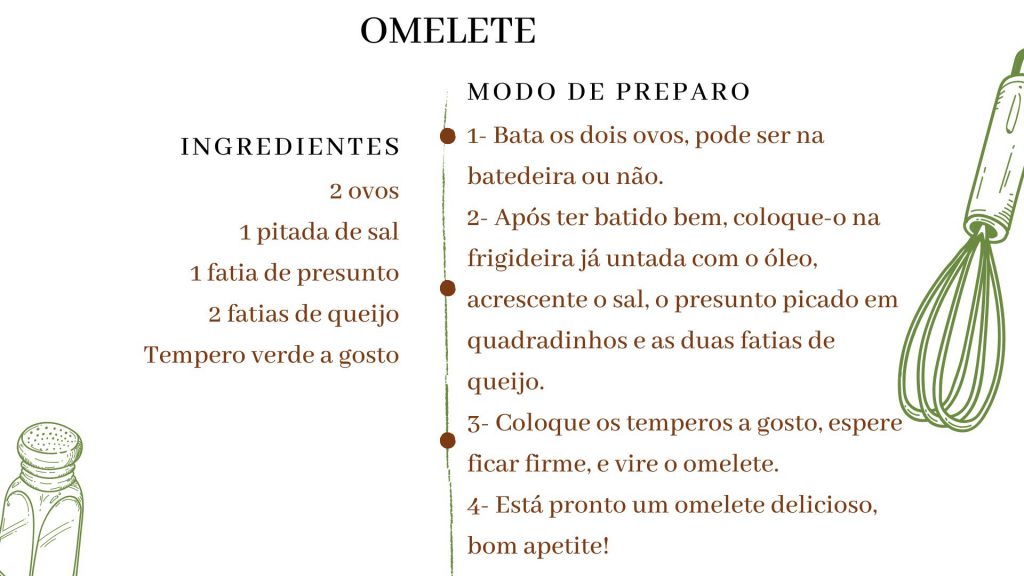 OMELETE
INGREDIENTES
2 ovos
1 pitada de sal
1 fatia de presunto
2 fatias de queijo
Tempero verde a gosto
MODO DE PREPARO
1- Bata os dois ovos, pode ser na
batedeira ou não.
2- Após ter batido bem, coloque-o na
frigideira já untada com o óleo,
acrescente o sal, o presunto picado em
quadradinhos e as duas fatias de
queijo.
3- Coloque os temperos a gosto, espere
ficar firme, e vire o omelete.
4- Está pronto um omelete delicioso,
bom apetite!